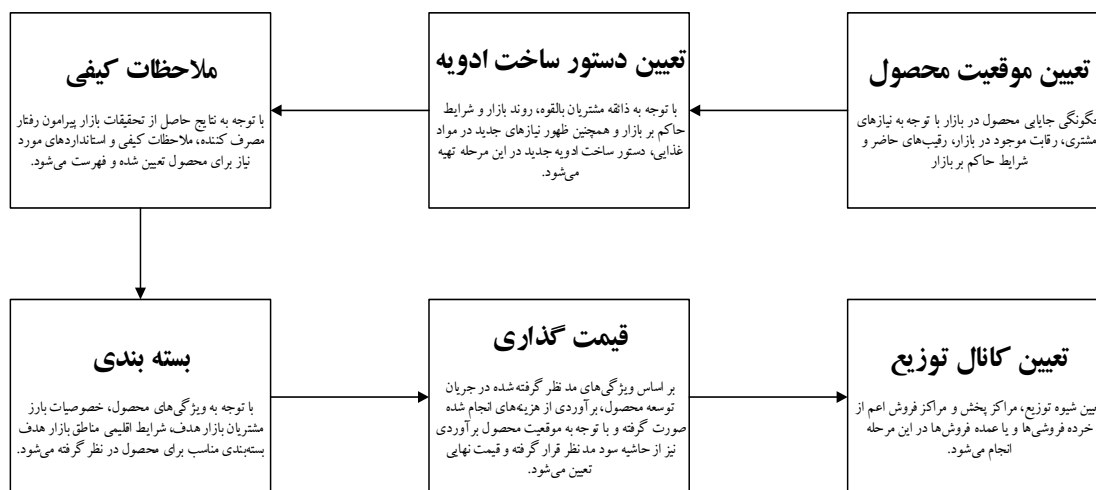 تعیین موقعیت محصول
چگونگی جایابی محصول در بازار با توجه به نیازهای
مشتری، رقابت موجود در بازار، رقیب‌های حاضر و
شرایط حاکم بر بازار
تعیین دستور ساخت ادویه
با توجه به ذائقه مشتریان بالقوه، روند بازار و شرایط
حاکم بر بازار و همچنین ظهور نیازهای جدید در مواد
غذایی، دستور ساخت ادویه جدید در این مرحله تهیه
می‌شود.
ملاحظات کیفی
با توجه به نتایج حاصل از تحقیقات بازار پیرامون رفتار
مصرف کننده، ملاحظات کیفی و استانداردهای مورد
نیاز برای محصول تعیین شده و فهرست می‌شود.
بسته بندی
با توجه به ویژگی‌های محصول، خصوصیات بارز
مشتریان بازار هدف، شرایط اقلیمی مناطق بازار هدف
بسته‌بندی مناسب برای محصول در نظر گرفته می‌شود.
قیمت گذاری
بر اساس ویژگی‌های مد نظر گرفته شده در جریان
توسعه محصول، برآوردی از هزینه‌های انجام شده
صورت گرفته و با توجه به موقعیت محصول برآوردی
نیز از حاشیه سود مد نظر قرار گرفته و قیمت نهایی
تعیین می‌شود.
تعیین کانال توزیع
تعیین شیوه توزیع، مراکز پخش و مراکز فروش اعم از
خرده فروشی‌ها و یا عمده فروش‌ها در این مرحله
انجام می‌شود.